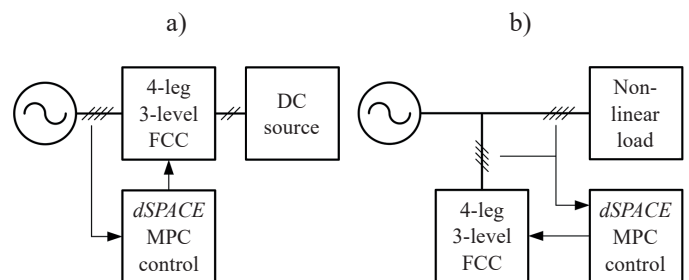 a)
4-leg
3-level
FCC
DC
source
dSPACE
MPC
control
b)
Non-
linear
load
4-leg
3-level
FCC
dSPACE
MPC
control